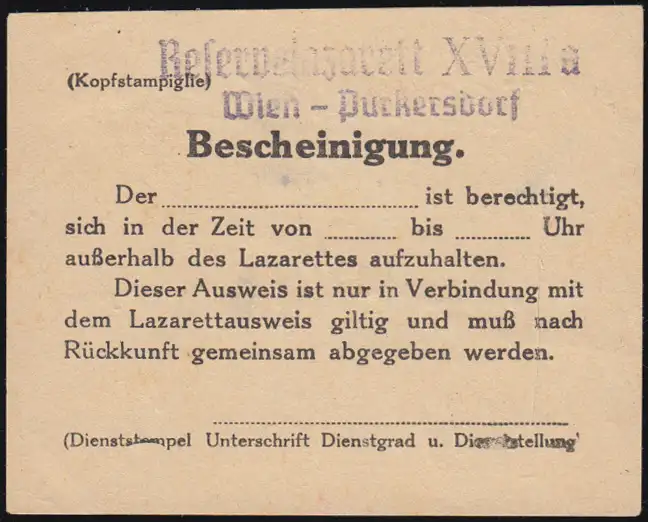 Reservelazarett XVIII a
(Kopfstampiglie)
Wien - Purkersdorf
Bescheinigung.
Der ........................................ ist berechtigt,
sich in der Zeit von ............ bis ............ Uhr
außerhalb des Lazarettes aufzuhalten.
Dieser Ausweis ist nur in Verbindung mit
dem Lazarettausweis giltig und muß nach
Rückkunft gemeinsam abgegeben werden.
(Dienststempel Unterschrift Dienstgrad u. Dienststellung